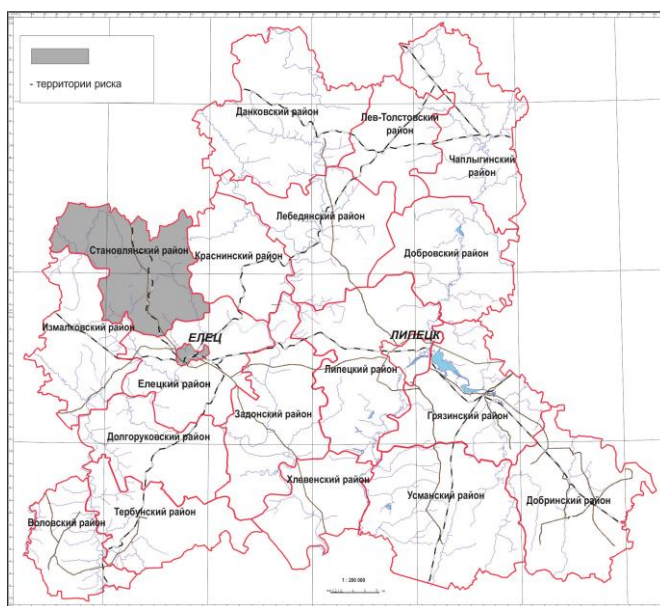 - территории риска
Данковский район
Лев-Толстовский
район
Чаплыгинский
район
Лебедянский район
Становлянский район
Краснинский район
Добровский район
Измалковский район
ЕЛЕЦ
ЛИПЕЦК
Елецкий район
Липецкий район
Задонский район
Грязинский район
Долгоруковский район
Хлевенский район
Усманский район
Добринский район
Воловский район
Тербунский район
1 : 200 000